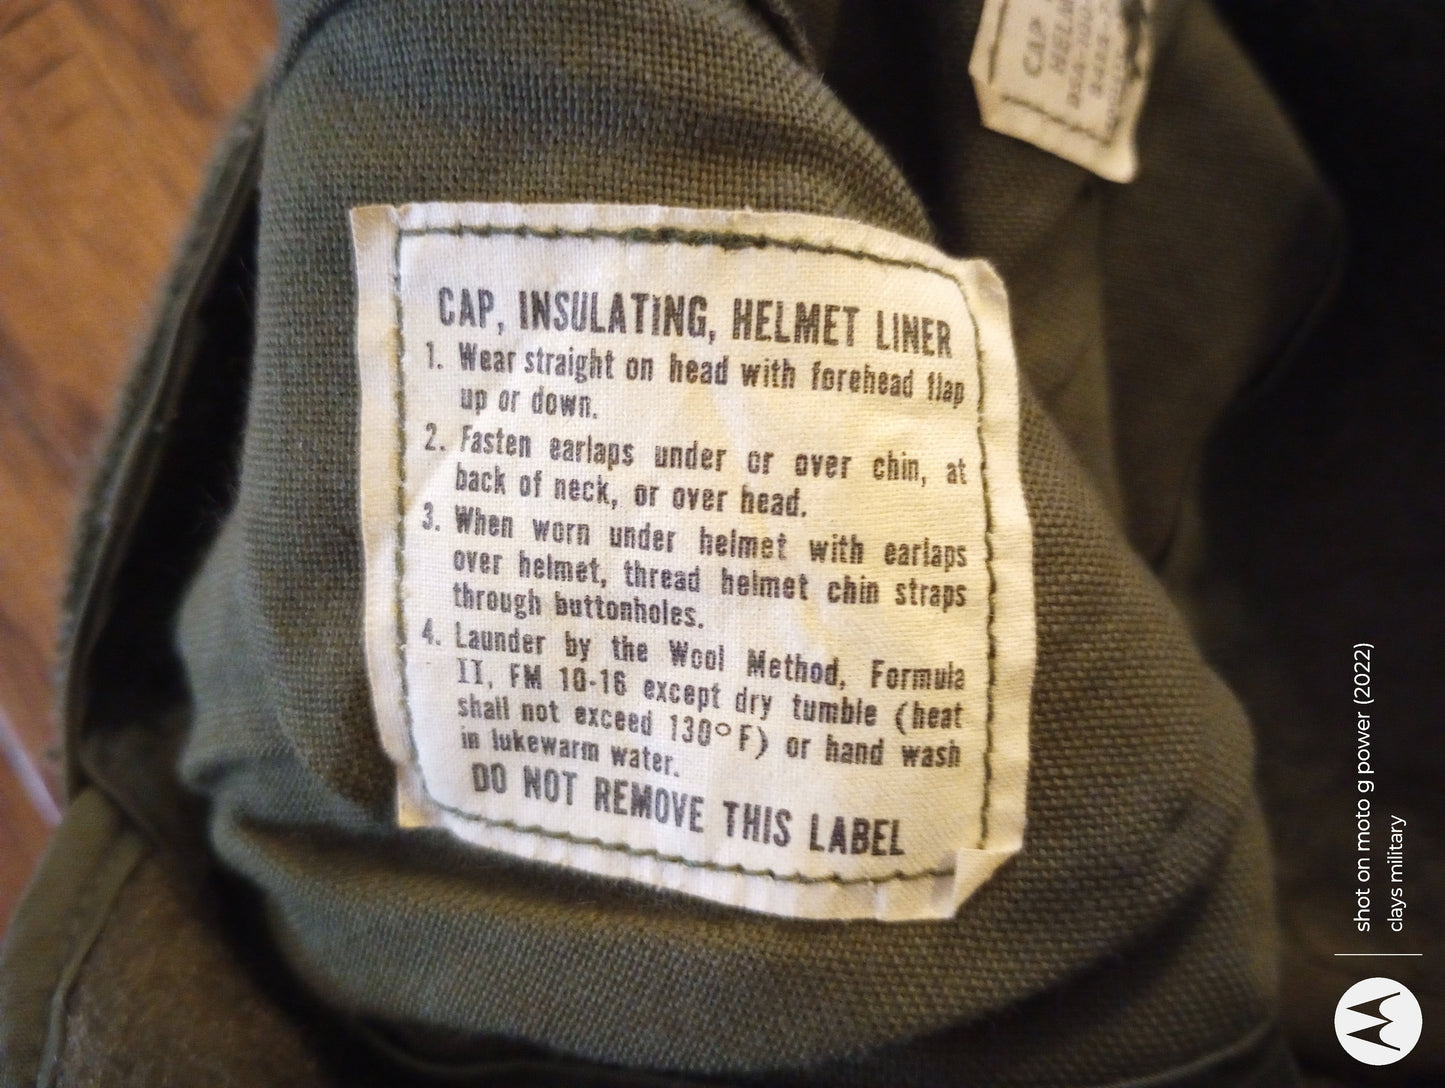 CAP, INSULATING, HELMET LINER
1. Wear straight on head with forehead flap
up or down.
2. Fasten earlaps under or over chin, at
back of neck, or over head.
3. When worn under helmet with earlaps
over helmet, thread helmet chin straps
through buttonholes.
4. Launder by the Wool Method, Formula
II, FM 10-16 except dry tumble (heat
shall not exceed 130°F) or hand wash
in lukewarm water.
DO NOT REMOVE THIS LABEL
CAP
shot on moto g power (2022)
clays military